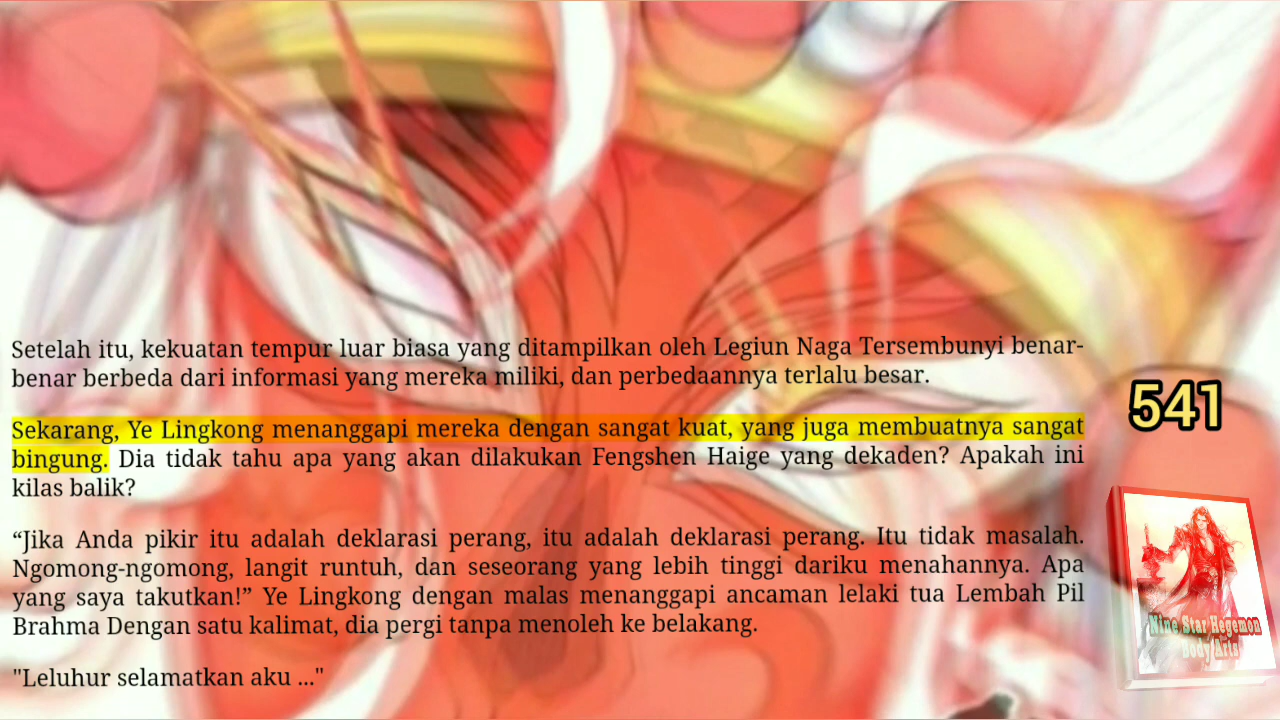 Setelah itu, kekuatan tempur luar biasa yang ditampilkan oleh Legiun Naga Tersembunyi benar-
benar berbeda dari informasi yang mereka miliki, dan perbedaannya terlalu besar.
Sekarang, Ye Lingkong menanggapi mereka dengan sangat kuat, yang juga membuatnya sangat
bingung. Dia tidak tahu apa yang akan dilakukan Fengshen Haige yang dekaden? Apakah ini
kilas balik?
“Jika Anda pikir itu adalah deklarasi perang, itu adalah deklarasi perang. Itu tidak masalah.
Ngomong-ngomong, langit runtuh, dan seseorang yang lebih tinggi dariku menahannya. Apa
yang saya takutkan!” Ye Lingkong dengan malas menanggapi ancaman lelaki tua Lembah Pil
Brahma Dengan satu kalimat, dia pergi tanpa menoleh ke belakang.
"Leluhur selamatkan aku ..."
541
Nine Star Hegemon
Body Arts